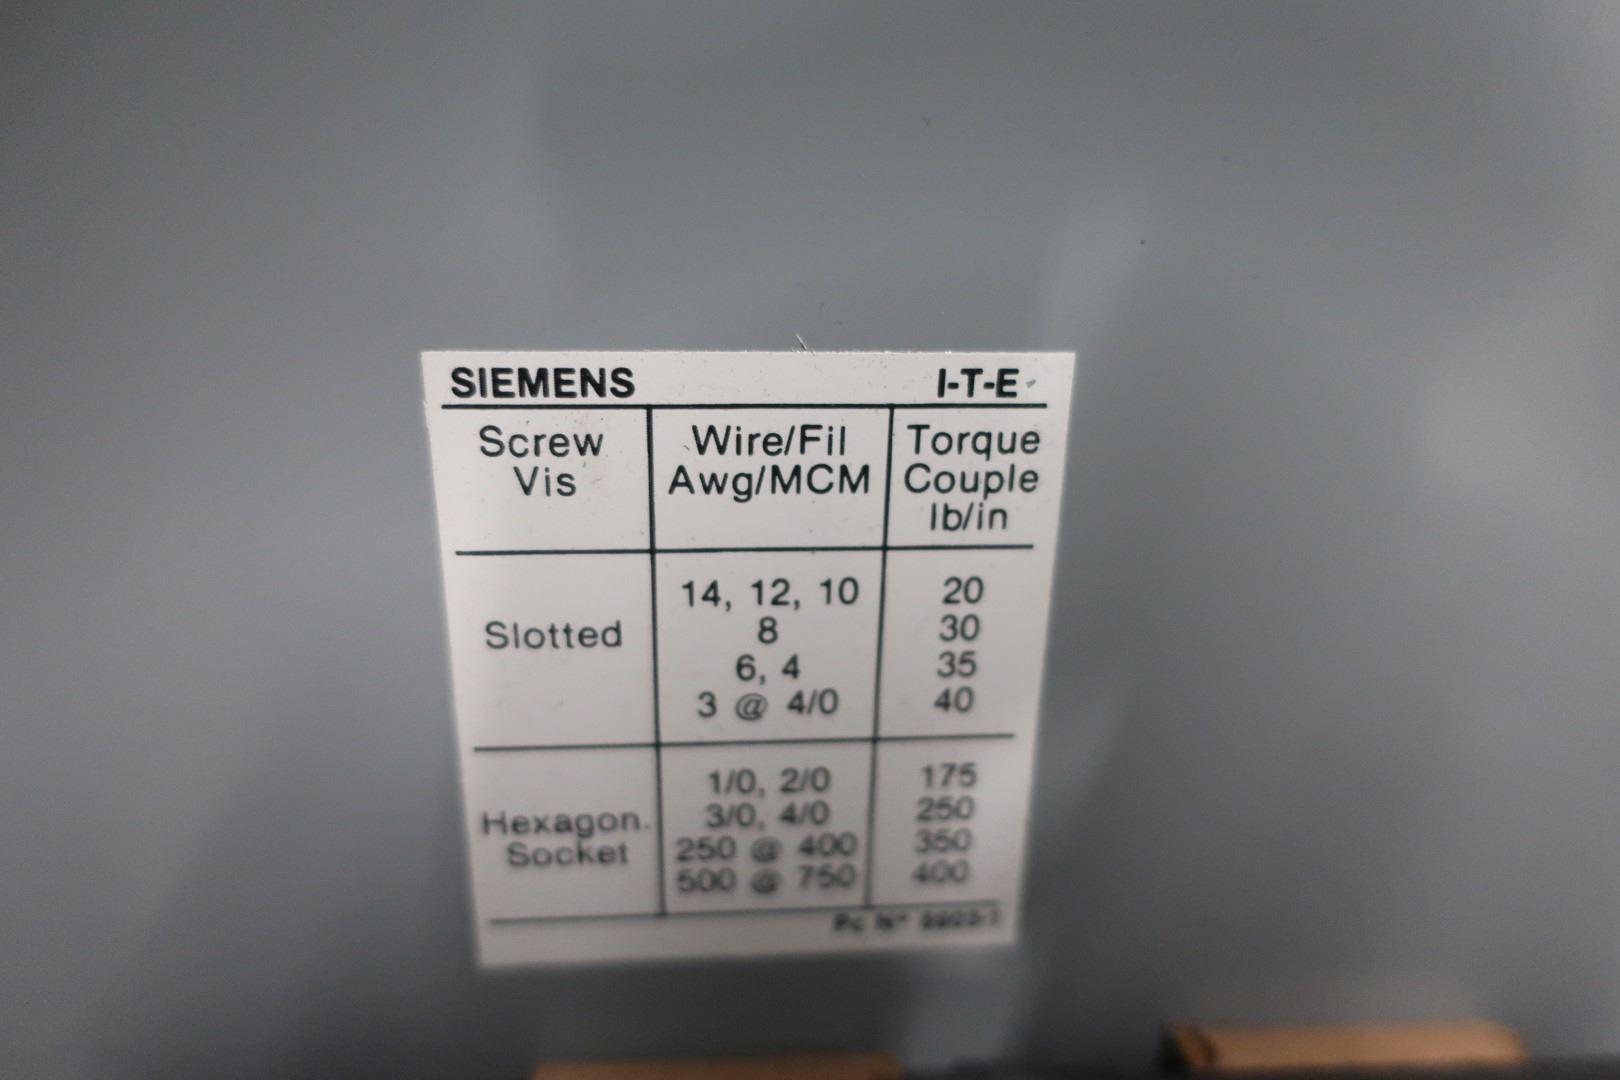 SIEMENS I-T-E
Screw Wire/Fil Torque
Vis Awg/MCM Couple
lb/in
14, 12, 10 20
Slotted 8 30
6, 4 35
3 @ 4/0 40
1/0, 2/0 175
Hexagon. 3/0, 4/0 250
Socket 250 @ 400 350
500 @ 750 400
Pc Nº